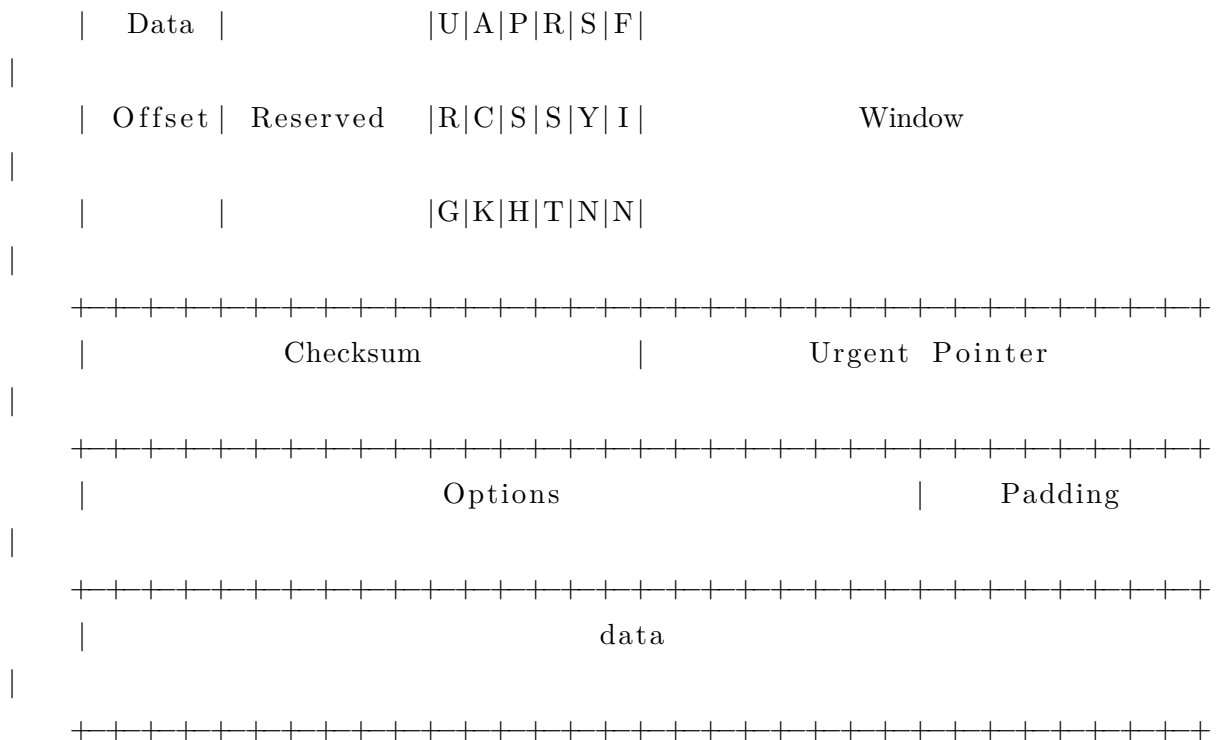 | Data | |U|A|P|R|S|F|
|
| Offset| Reserved |R|C|S|S|Y|I| Window
|
| | |G|K|H|T|N|N|
|
+-+-+-+-+-+-+-+-+-+-+-+-+-+-+-+-+-+-+-+-+-+-+-+-+-+-+-+-+-+-+-+-+
| Checksum | Urgent Pointer
|
+-+-+-+-+-+-+-+-+-+-+-+-+-+-+-+-+-+-+-+-+-+-+-+-+-+-+-+-+-+-+-+-+
| Options | Padding
|
+-+-+-+-+-+-+-+-+-+-+-+-+-+-+-+-+-+-+-+-+-+-+-+-+-+-+-+-+-+-+-+-+
| data
|
+-+-+-+-+-+-+-+-+-+-+-+-+-+-+-+-+-+-+-+-+-+-+-+-+-+-+-+-+-+-+-+-+